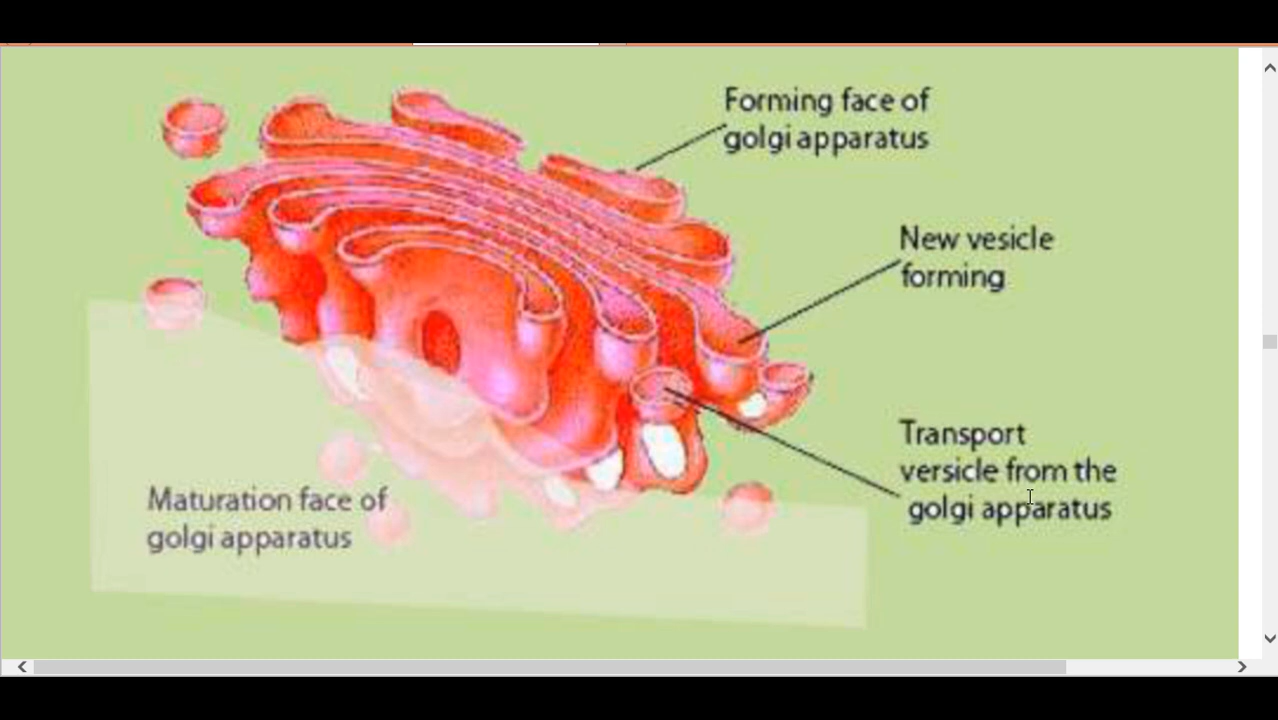 Forming face of
golgi apparatus
New vesicle
forming
Transport
versicle from the
golgi apparatus
Maturation face of
golgi apparatus